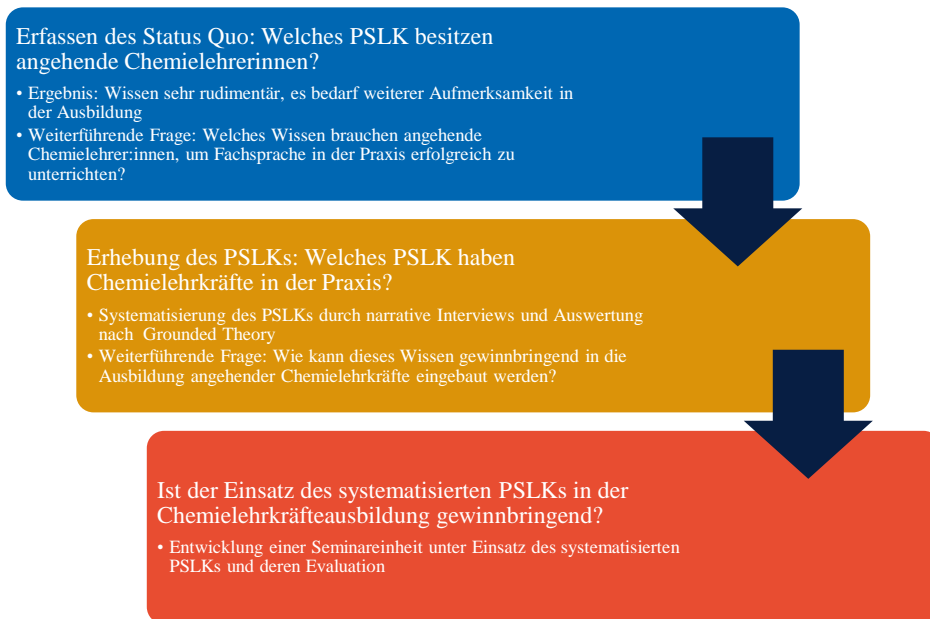 Erfassen des Status Quo: Welches PSLK besitzen
angehende Chemielehrerinnen?
• Ergebnis: Wissen sehr rudimentär, es bedarf weiterer Aufmerksamkeit in
der Ausbildung
• Weiterführende Frage: Welches Wissen brauchen angehende
Chemielehrer:innen, um Fachsprache in der Praxis erfolgreich zu
unterrichten?
Erhebung des PSLKs: Welches PSLK haben
Chemielehrkräfte in der Praxis?
• Systematisierung des PSLKs durch narrative Interviews und Auswertung
nach Grounded Theory
• Weiterführende Frage: Wie kann dieses Wissen gewinnbringend in die
Ausbildung angehender Chemielehrkräfte eingebaut werden?
Ist der Einsatz des systematisierten PSLKs in der
Chemielehrkräfteausbildung gewinnbringend?
• Entwicklung einer Seminareinheit unter Einsatz des systematisierten
PSLKs und deren Evaluation